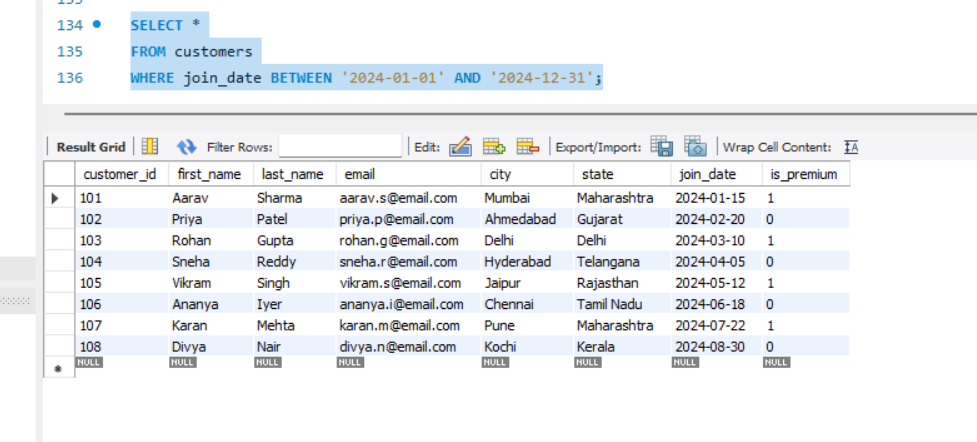 134 SELECT *
135 FROM customers
136 WHERE join_date BETWEEN '2024-01-01' AND '2024-12-31';
Result Grid Filter Rows: Edit: Export/Import: Wrap Cell Content: IA
customer_id first_name last_name email city state join_date is_premium
101 Aarav Sharma aarav.s@email.com Mumbai Maharashtra 2024-01-15 1
102 Priya Patel priya.p@email.com Ahmedabad Gujarat 2024-02-20 0
103 Rohan Gupta rohan.g@email.com Delhi Delhi 2024-03-10 1
104 Sneha Reddy sneha.r@email.com Hyderabad Telangana 2024-04-05 0
105 Vikram Singh vikram.s@email.com Jaipur Rajasthan 2024-05-12 1
106 Ananya Iyer ananya.i@email.com Chennai Tamil Nadu 2024-06-18 0
107 Karan Mehta karan.m@email.com Pune Maharashtra 2024-07-22 1
108 Divya Nair divya.n@email.com Kochi Kerala 2024-08-30 0
NULL NULL NULL NULL NULL NULL NULL NULL